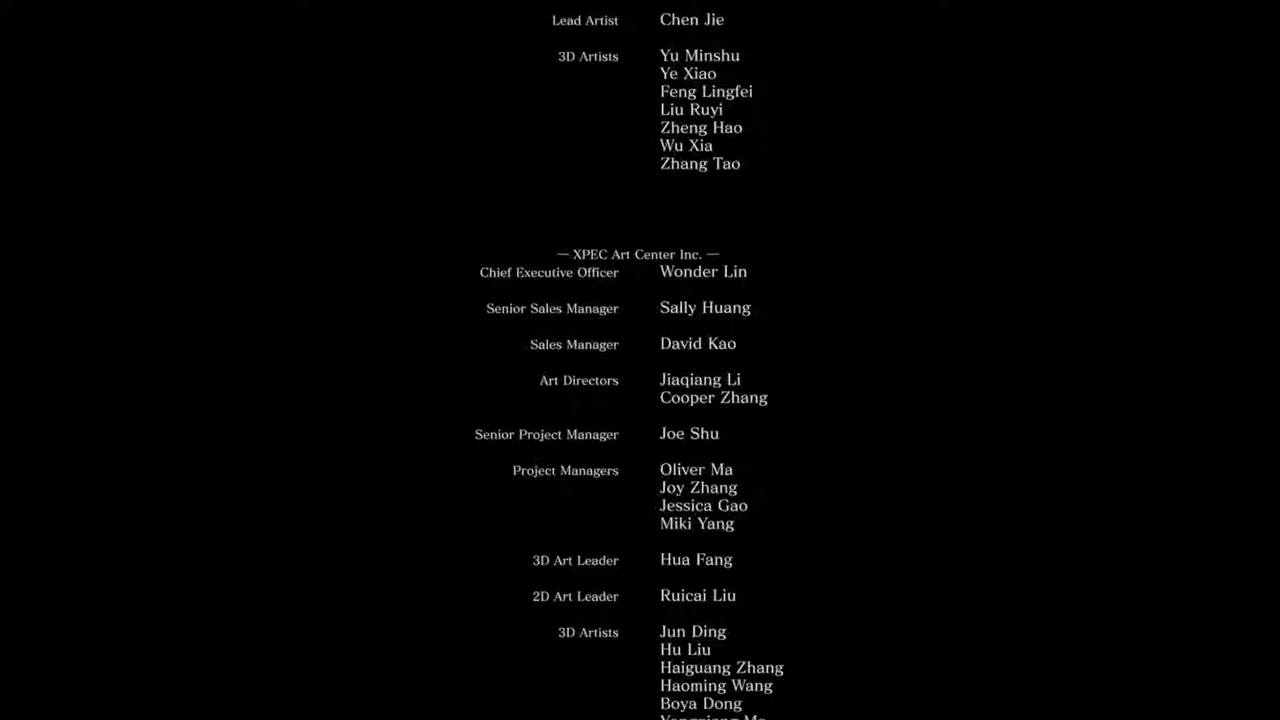 Lead Artist Chen Jie
3D Artists Yu Minshu
Ye Xiao
Feng Lingfei
Liu Ruyi
Zheng Hao
Wu Xia
Zhang Tao
— XPEC Art Center Inc. —
Chief Executive Officer Wonder Lin
Senior Sales Manager Sally Huang
Sales Manager David Kao
Art Directors Jiaqiang Li
Cooper Zhang
Senior Project Manager Joe Shu
Project Managers Oliver Ma
Joy Zhang
Jessica Gao
Miki Yang
3D Art Leader Hua Fang
2D Art Leader Ruicai Liu
3D Artists Jun Ding
Hu Liu
Haiguang Zhang
Haoming Wang
Boya Dong